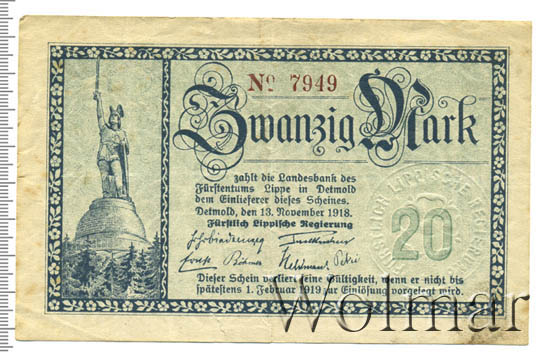 No 7949
Zwanzig Mark
zahlt die Landesbank des
Fürstentums Lippe in Detmold
dem Einlieferer dieses Scheines.
Detmold, den 13. November 1918.
Fürstlich Lippische Regierung
20
Dieser Schein verliert seine Gültigkeit, wenn er nicht bis
spätestens 1. Februar 1919 zur Einlösung vorgelegt wird.
Wolmar